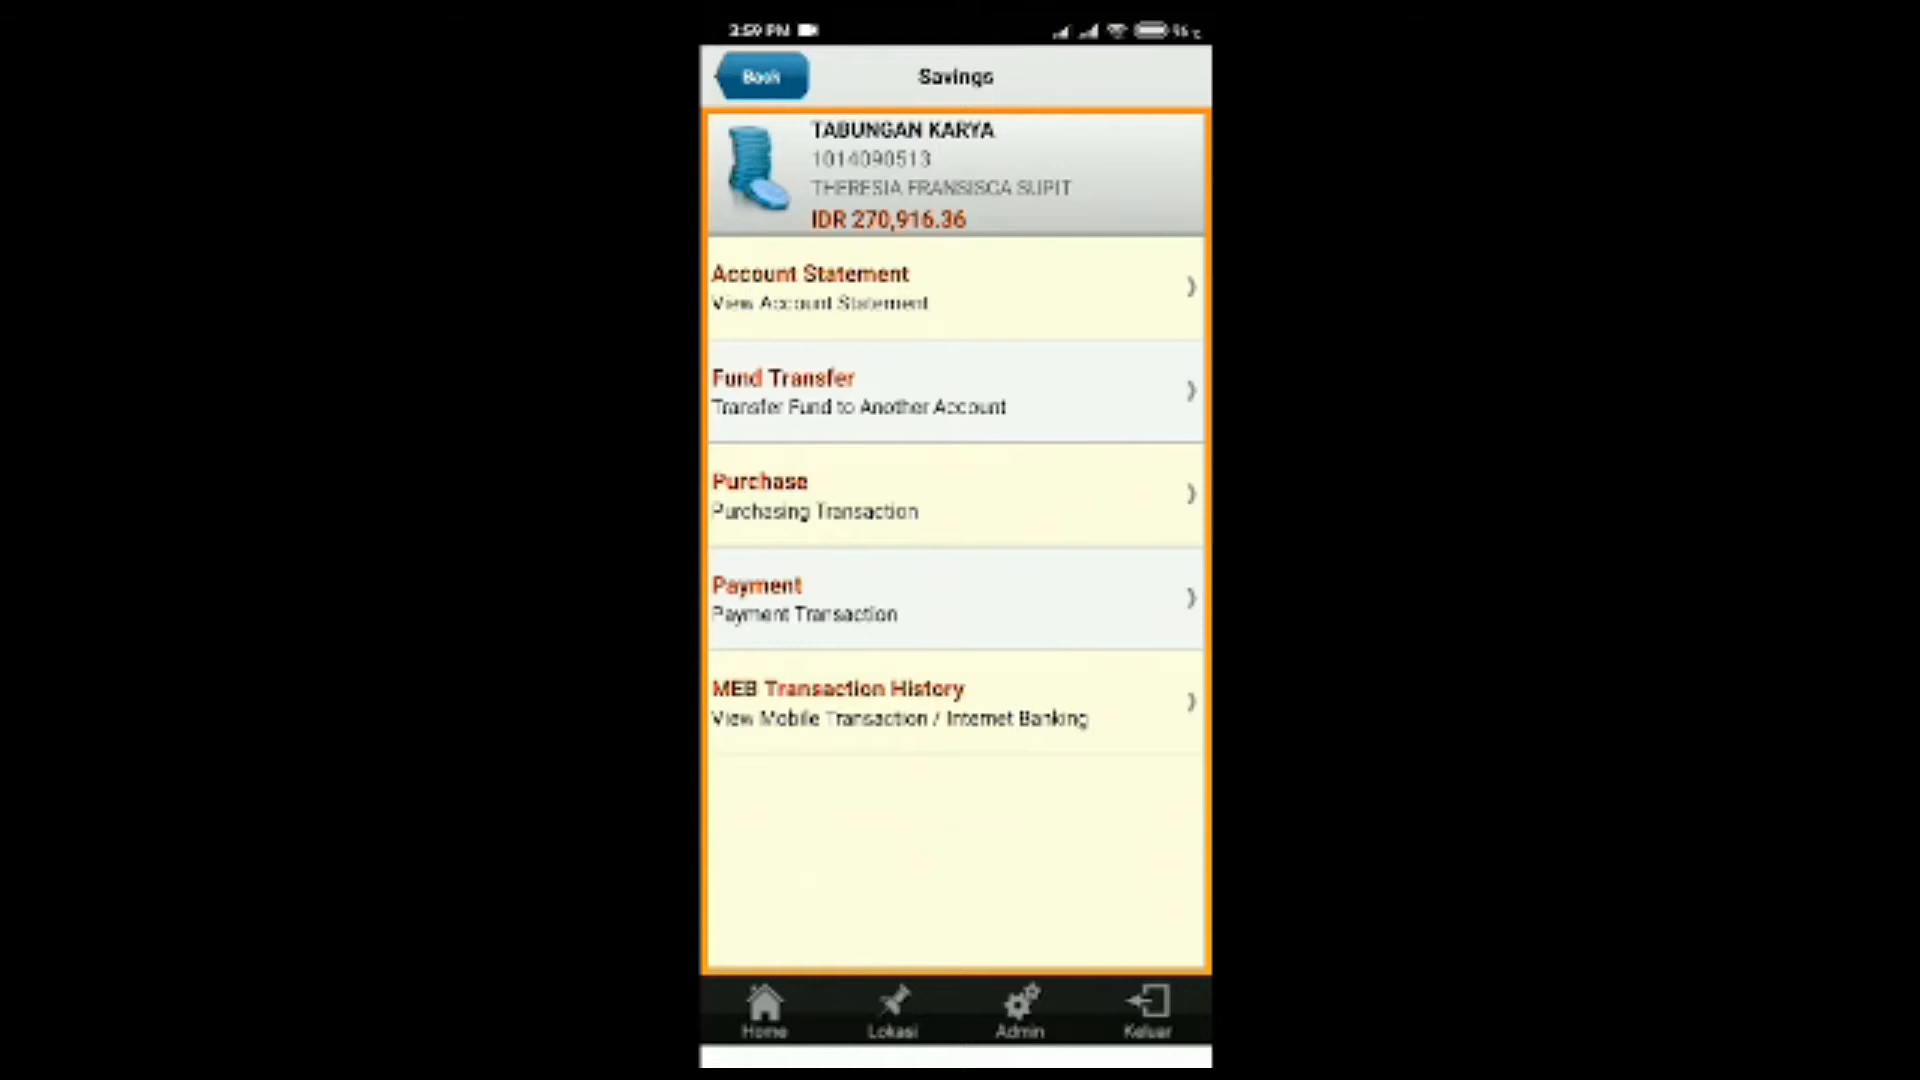 2:59 PM
Back
Savings
TABUNGAN KARYA
1014090513
THERESIA FRANSISCA SUPIT
IDR 270,916.36
Account Statement
View Account Statement
Fund Transfer
Transfer Fund to Another Account
Purchase
Purchasing Transaction
Payment
Payment Transaction
MEB Transaction History
View Mobile Transaction / Internet Banking
Home
Lokasi
Admin
Keluar